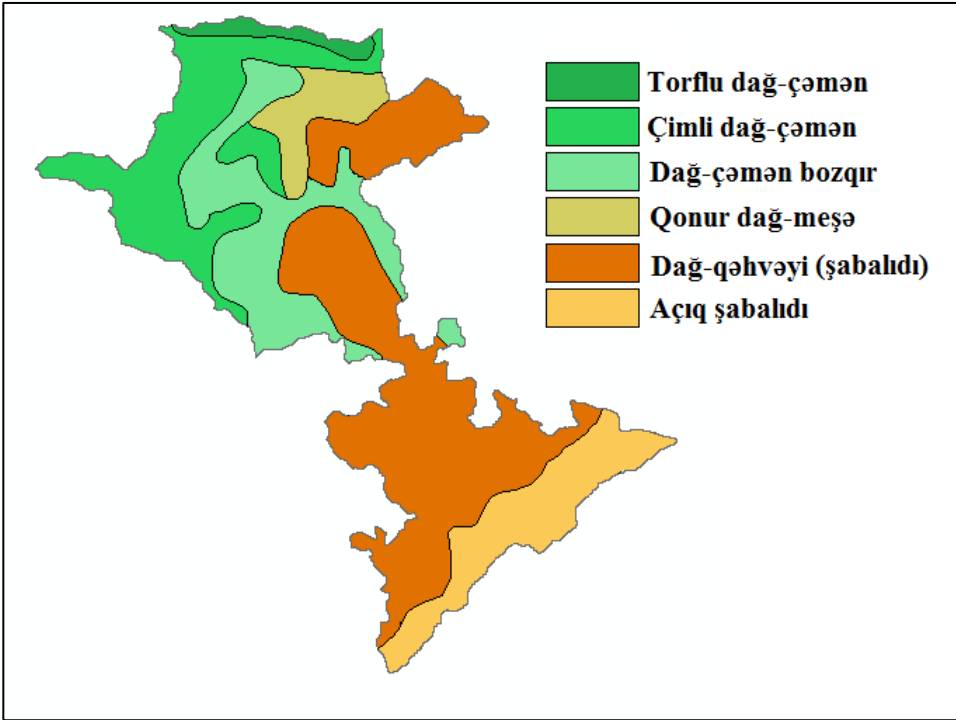 Torflu dağ-çəmən
Çimli dağ-çəmən
Dağ-çəmən bozqır
Qonur dağ-meşə
Dağ-qəhvəyi (şabalıdı)
Açıq şabalıdı